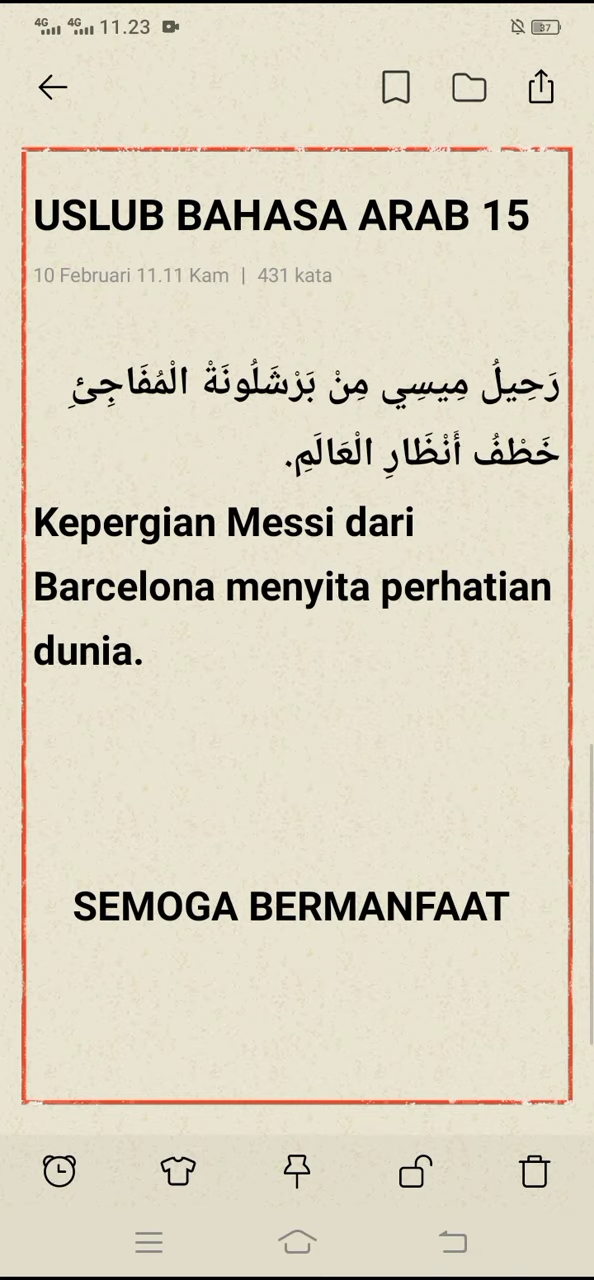 4G 4G 11.23 37
USLUB BAHASA ARAB 15
10 Februari 11.11 Kam | 431 kata
رَحِيلُ مِيسِي مِنْ بَرْشَلُونَةْ الْمُفَاجِئِ
خَطْفُ أَنْظَارِ الْعَالَمِ.
Kepergian Messi dari
Barcelona menyita perhatian
dunia.
SEMOGA BERMANFAAT